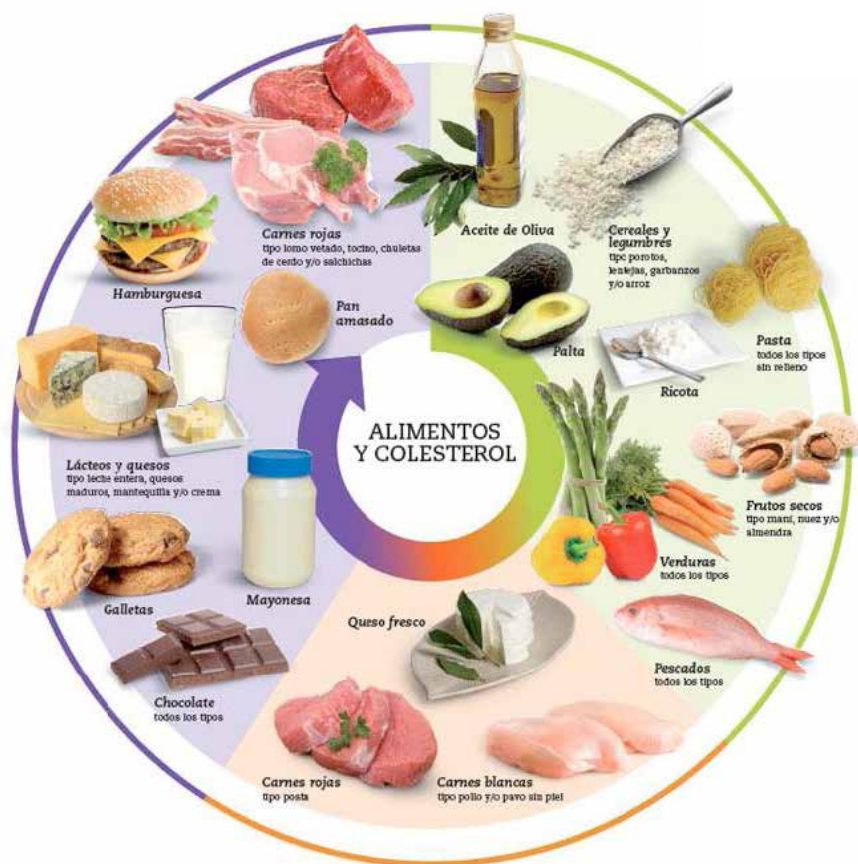 ALIMENTOS
Y COLESTEROL
Aceite de Oliva
Cereales y
legumbres
tipo porotos,
lentejas, garbanzos
y/o arroz
Pasta
todos los tipos
sin relleno
Palta
Ricota
Frutos secos
tipo maní, nuez y/o
almendra
Verduras
todos los tipos
Pescados
todos los tipos
Queso fresco
Carnes blancas
tipo pollo y/o pavo sin piel
Carnes rojas
tipo posta
Chocolate
todos los tipos
Galletas
Mayonesa
Lácteos y quesos
tipo leche entera, quesos
maduros, mantequilla y/o crema
Pan
amasado
Hamburguesa
Carnes rojas
tipo lomo vetado, tocino, chuletas
de cerdo y/o salchichas